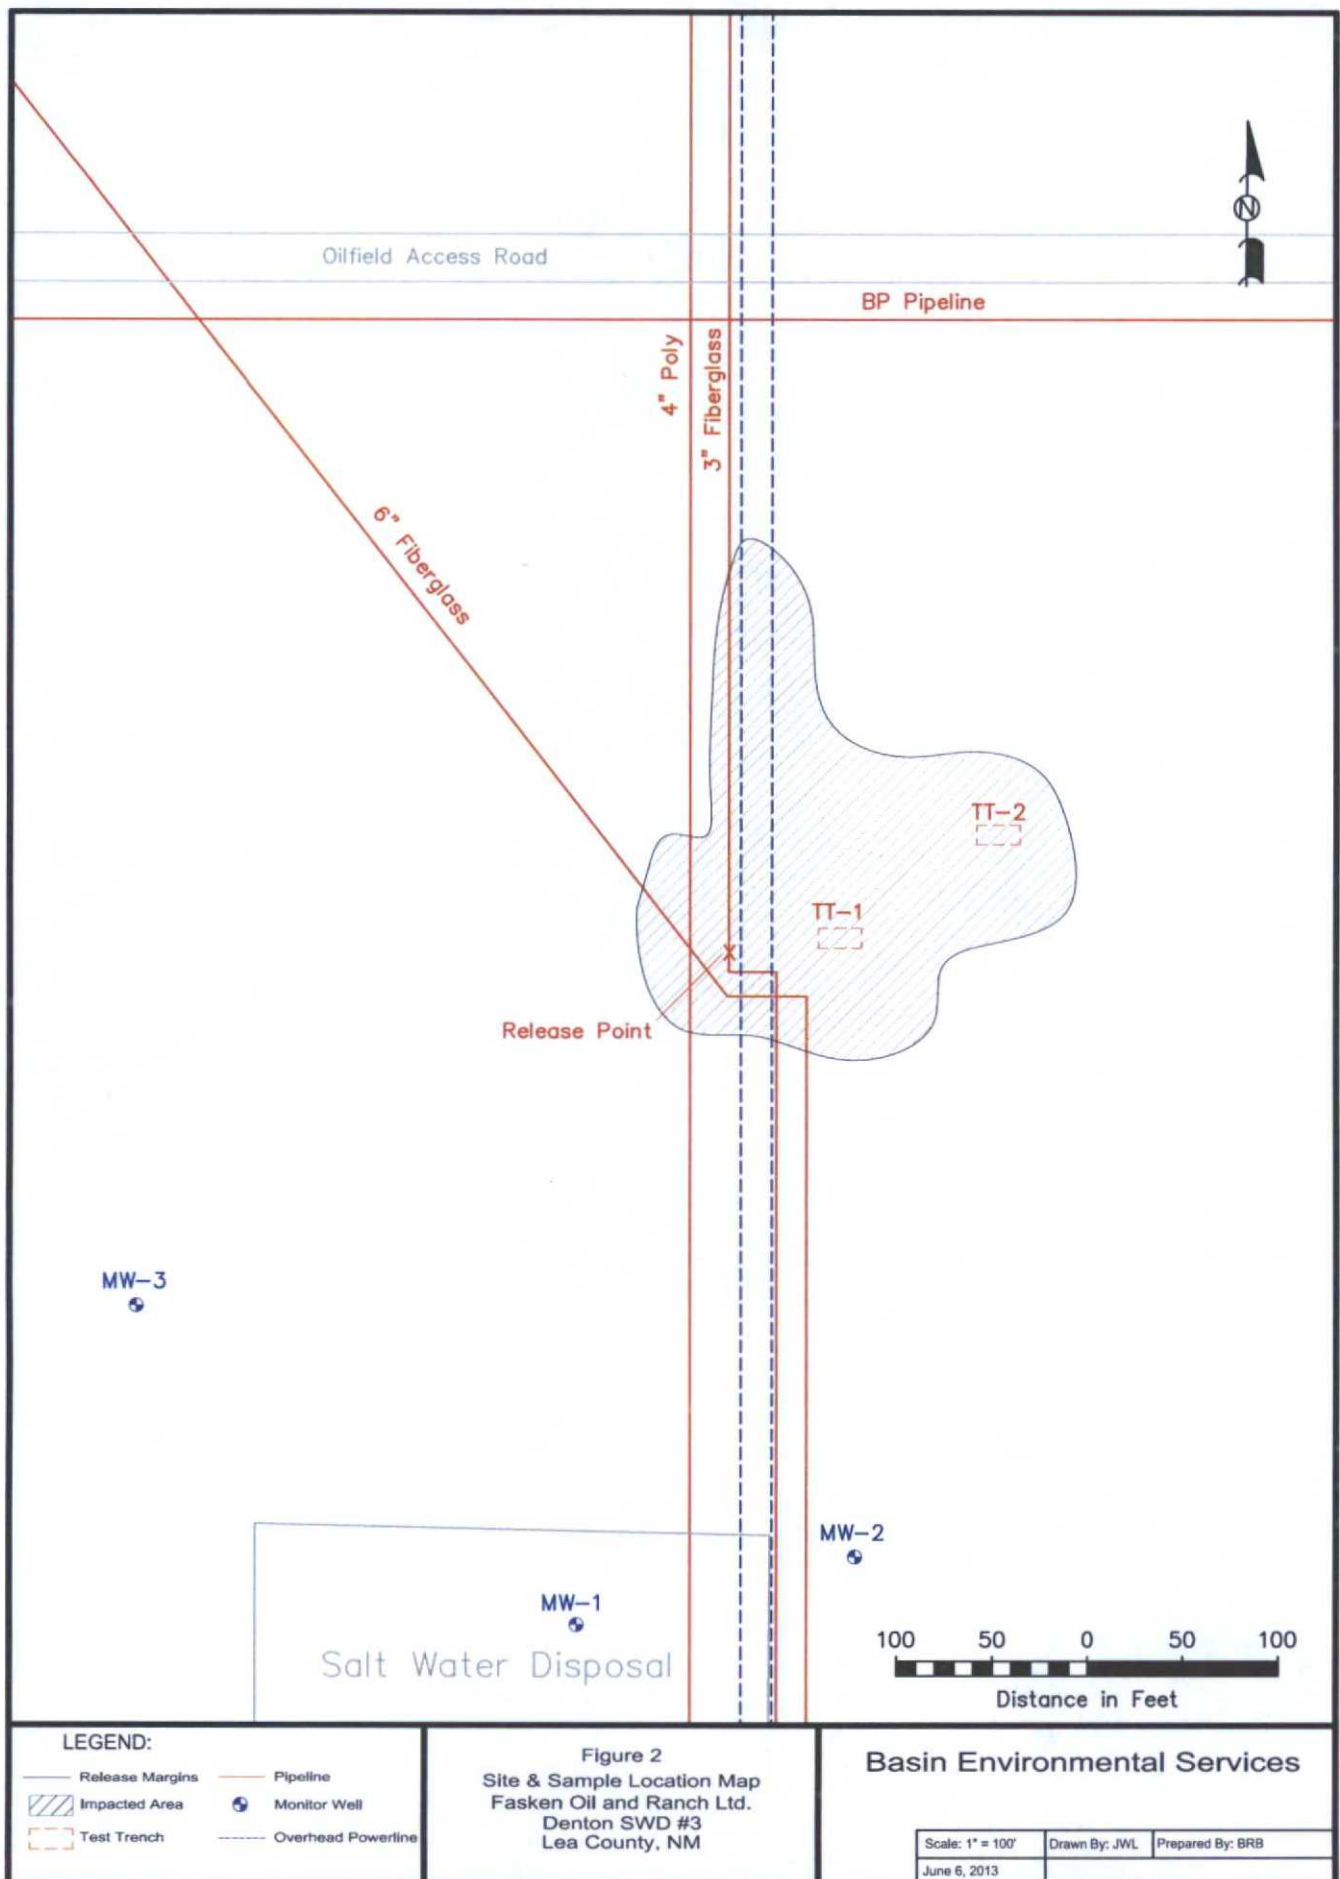 N
Oilfield Access Road
BP Pipeline
4" Poly
3" Fiberglass
6" Fiberglass
TT-2
TT-1
Release Point
MW-3
MW-2
MW-1
Salt Water Disposal
100 50 0 50 100
Distance in Feet
LEGEND:
Release Margins
Pipeline
Impacted Area
Monitor Well
Test Trench
Overhead Powerline
Figure 2
Site & Sample Location Map
Fasken Oil and Ranch Ltd.
Denton SWD #3
Lea County, NM
Basin Environmental Services
Scale: 1" = 100'
Drawn By: JWL
Prepared By: BRB
June 6, 2013